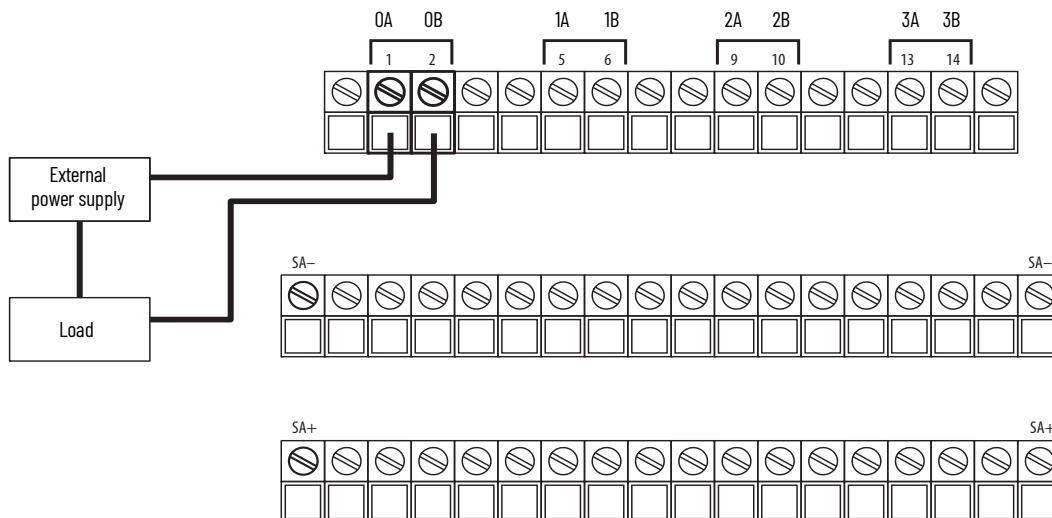 0A 0B 1A 1B 2A 2B 3A 3B
1 2 5 6 9 10 13 14
External
power supply
SA– SA–
Load
SA+ SA+